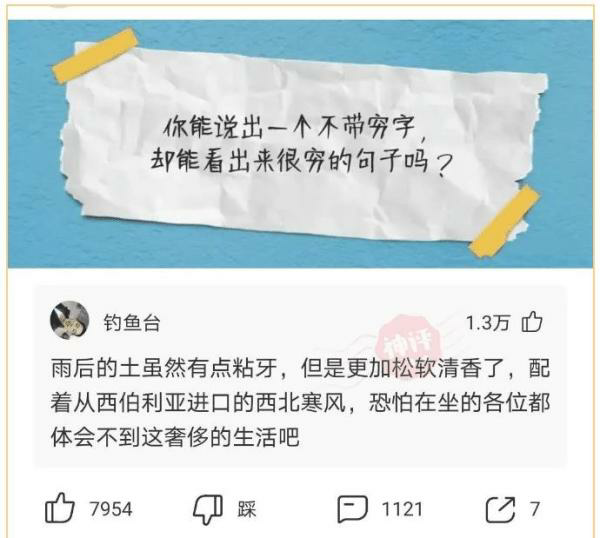 你能说出一个不带穷字，
却能看出来很穷的句子吗？
钓鱼台
1.3万
神评
雨后的土虽然有点粘牙，但是更加松软清香了，配
着从西伯利亚进口的西北寒风，恐怕在坐的各位都
体会不到这奢侈的生活吧
7954
踩
1121
7